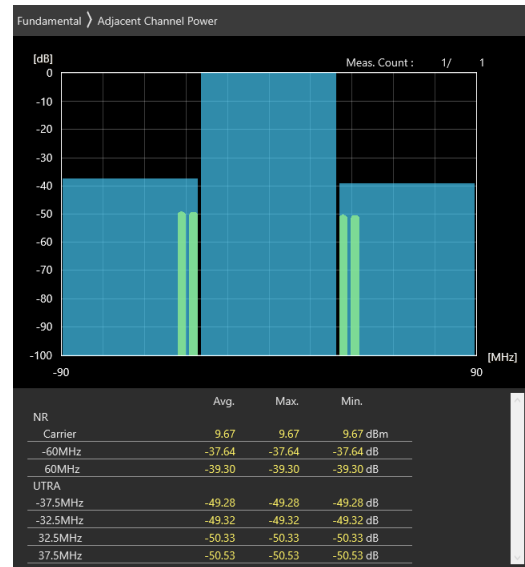 Fundamental ❯ Adjacent Channel Power
[dB] Meas. Count : 1/ 1
0
-10
-20
-30
-40
-50
-60
-70
-80
-90
-100 [MHz]
-90 90
Avg. Max. Min.
NR
Carrier 9.67 9.67 9.67 dBm
-60MHz -37.64 -37.64 -37.64 dB
60MHz -39.30 -39.30 -39.30 dB
UTRA
-37.5MHz -49.28 -49.28 -49.28 dB
-32.5MHz -49.32 -49.32 -49.32 dB
32.5MHz -50.33 -50.33 -50.33 dB
37.5MHz -50.53 -50.53 -50.53 dB